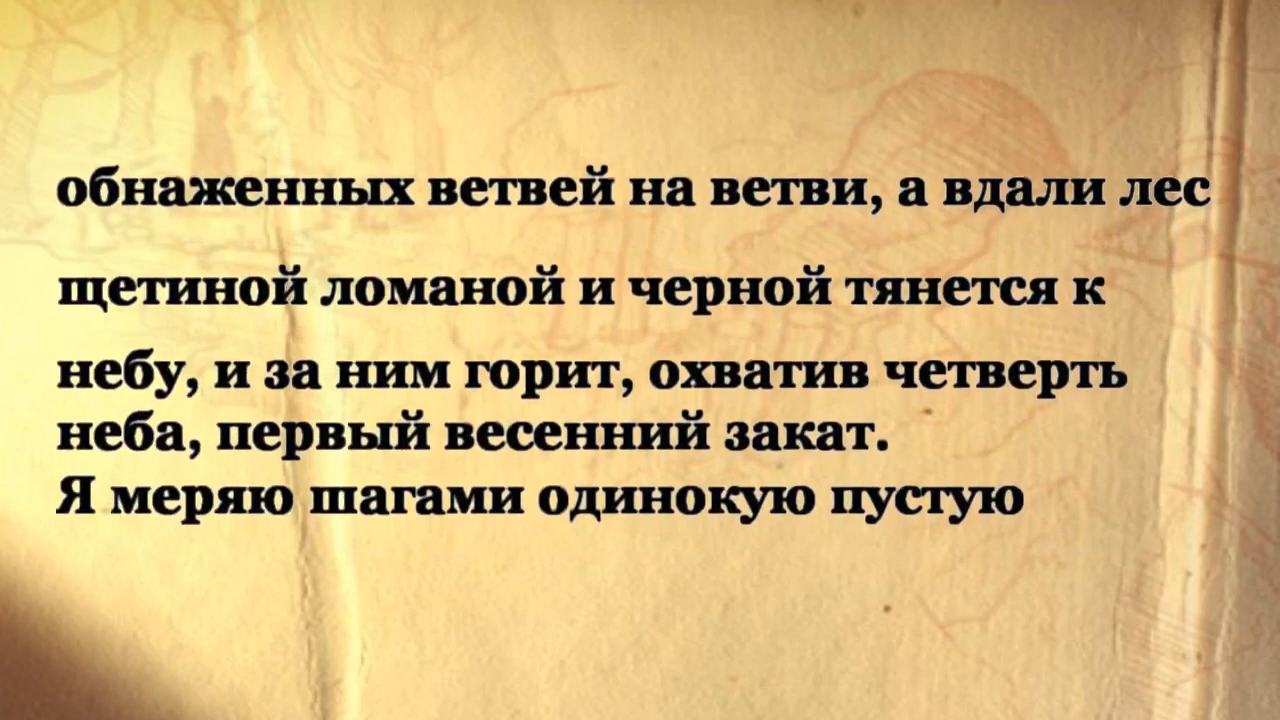 обнаженных ветвей на ветви, а вдали лес
щетиной ломаной и черной тянется к
небу, и за ним горит, охватив четверть
неба, первый весенний закат.
Я меряю шагами одинокую пустую